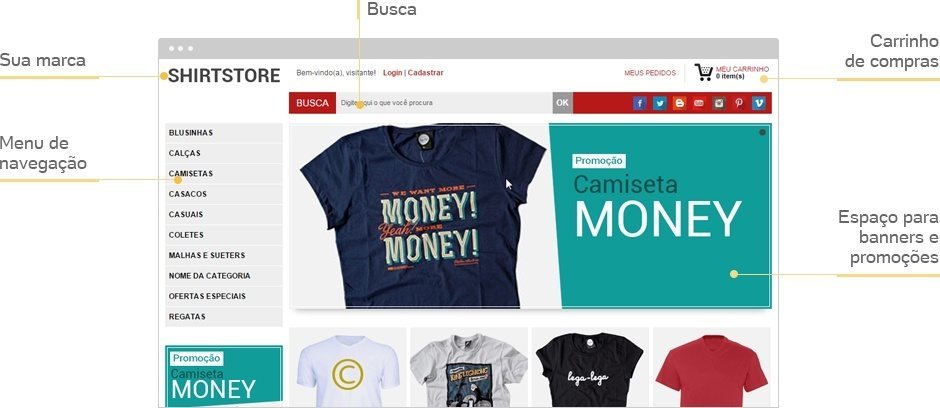 Busca
Sua marca
Carrinho
de compras
SHIRTSTORE
Bem-vindo(a), visitante! Login | Cadastrar
MEUS PEDIDOS
MEU CARRINHO
0 item(s)
BUSCA
Digite aqui o que você procura
OK
Menu de
navegação
BLUSINHAS
CALÇAS
CAMISETAS
CASACOS
CASUAIS
COLETES
MALHAS E SUETERS
NOME DA CATEGORIA
OFERTAS ESPECIAIS
REGATAS
WE WANT MORE
MONEY!
Yeah! MORE
MONEY!
Promoção
Camiseta
MONEY
Espaço para
banners e
promoções
Promoção
Camiseta
MONEY
©
lega-lega